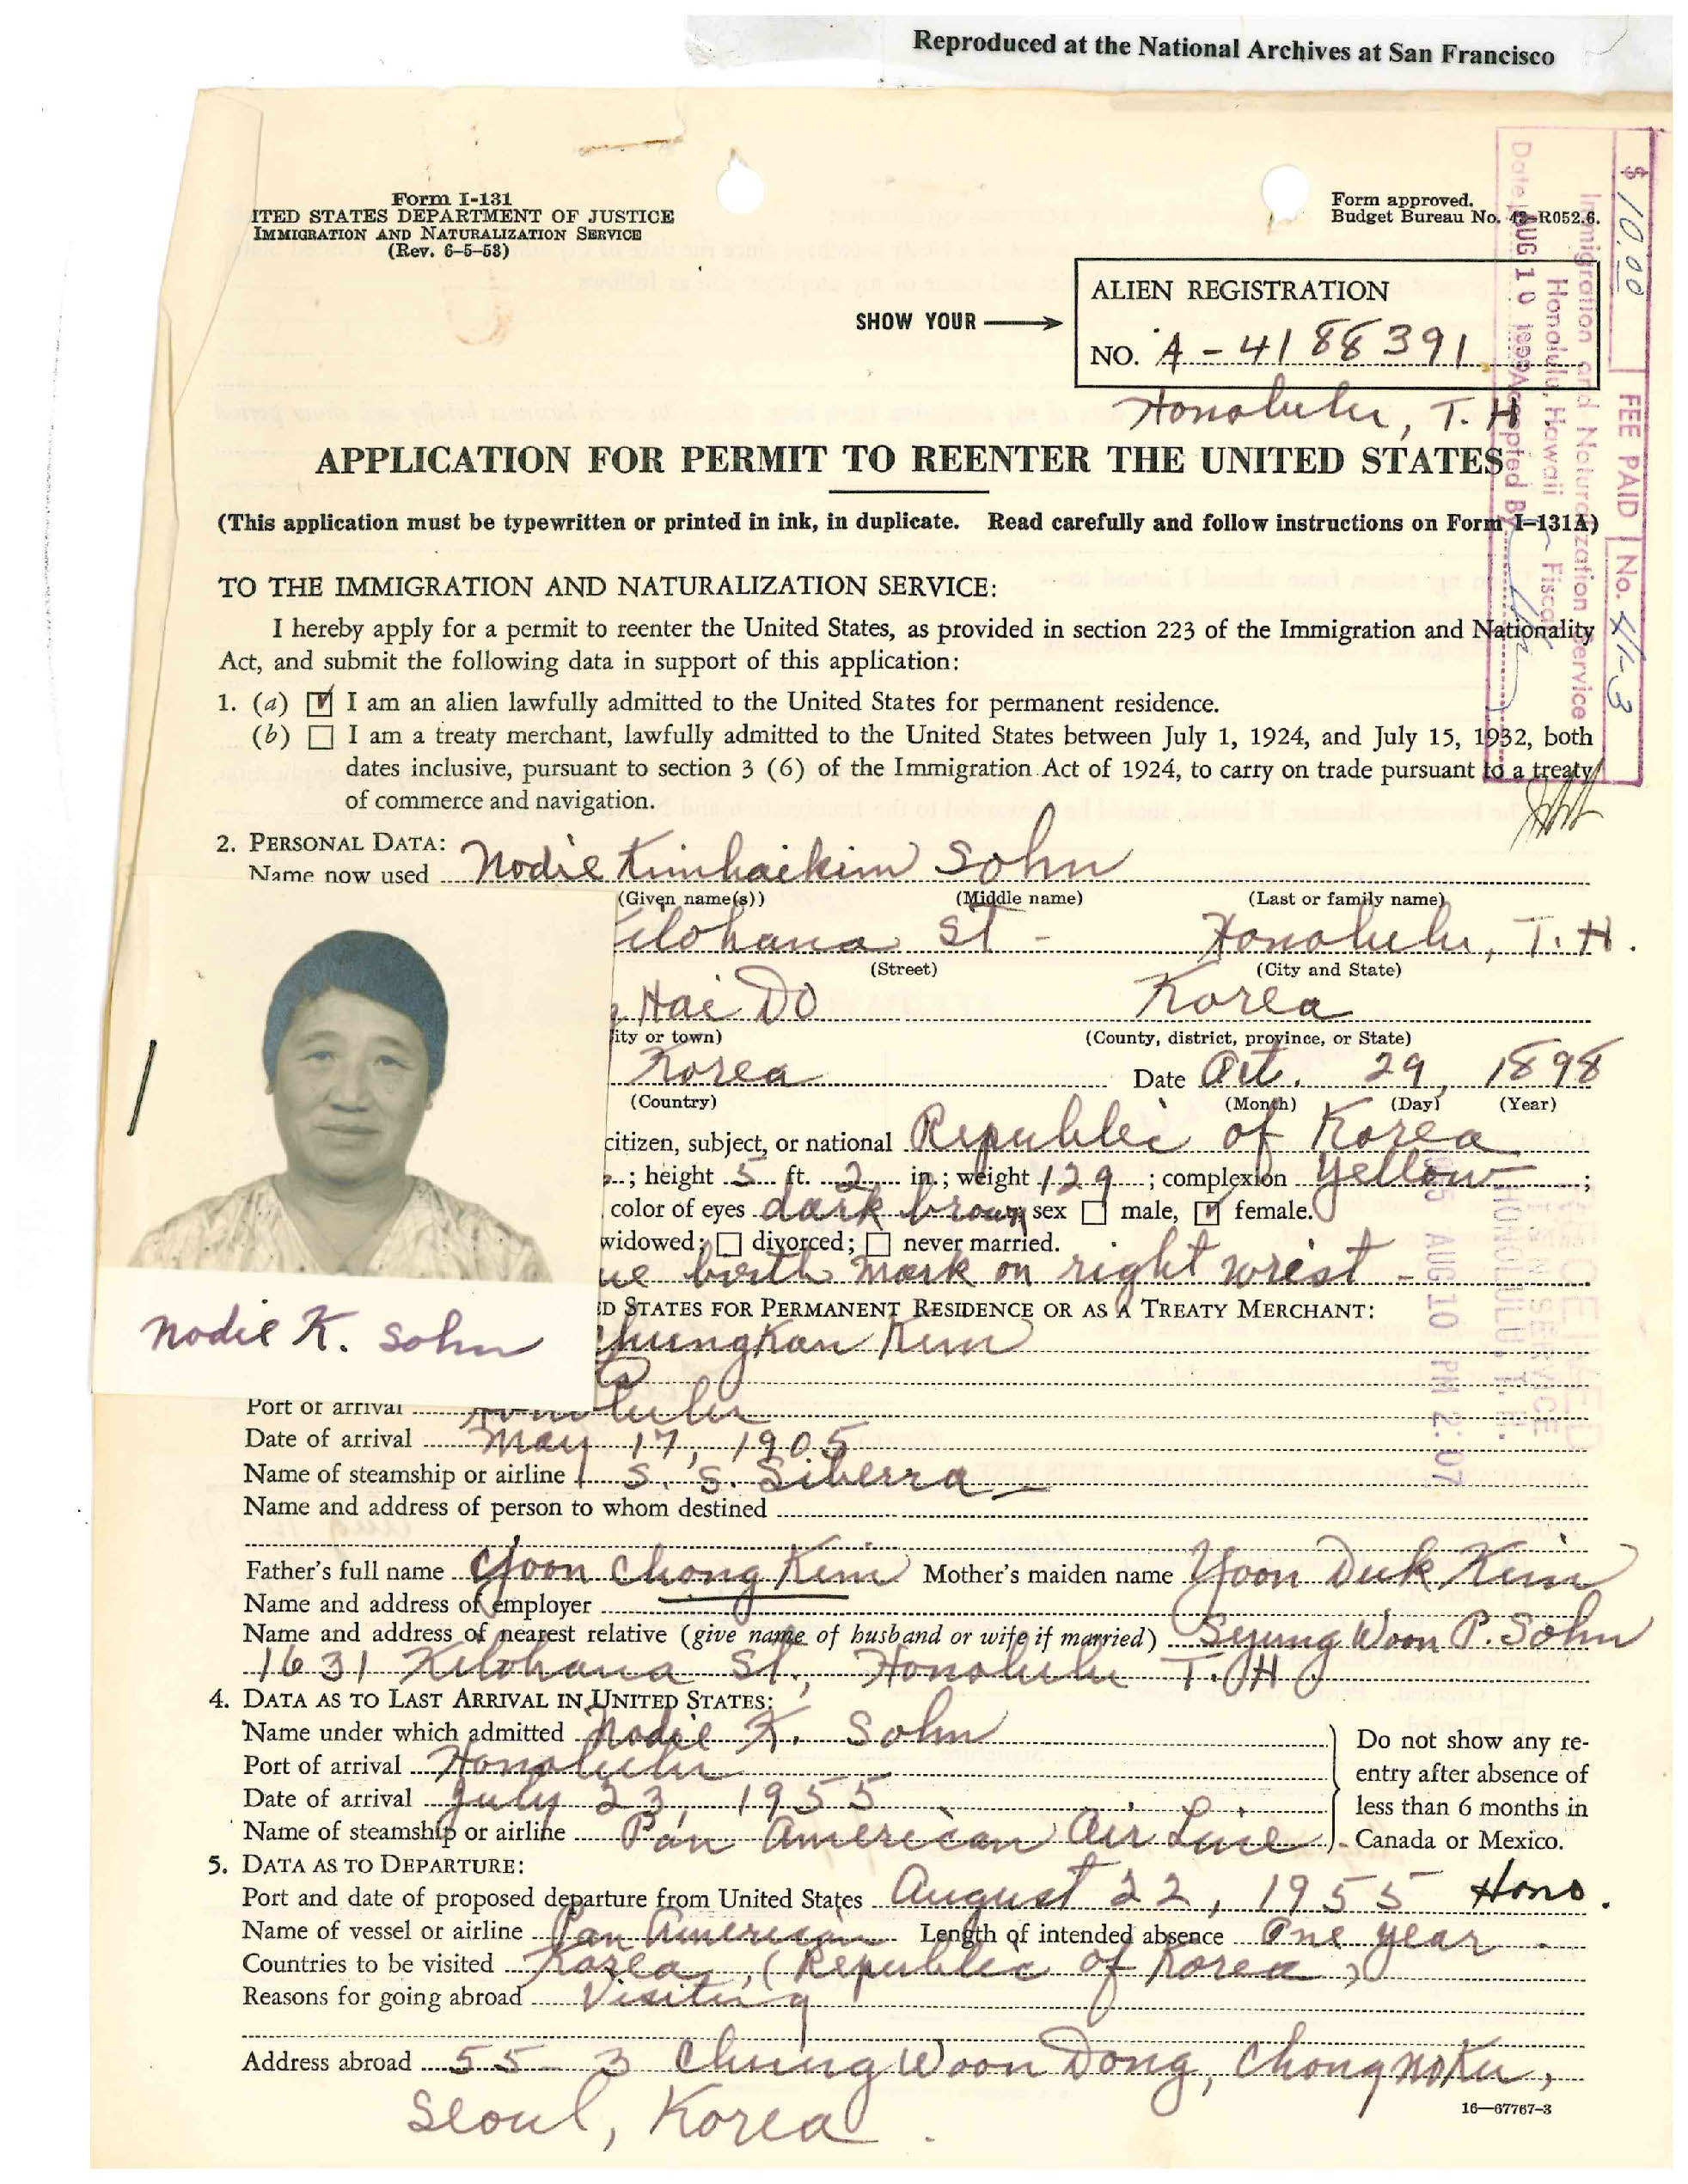 Reproduced at the National Archives at San Francisco
Form I-131
ITED STATES DEPARTMENT OF JUSTICE
IMMIGRATION AND NATURALIZATION SERVICE
(Rev. 6-5-53)
Form approved.
Budget Bureau No. 43-R052.6.
SHOW YOUR
ALIEN REGISTRATION
NO. A-4188391
Honolulu, T. H
$10.00 FEE PAID No. 41-3
Immigration and Naturalization Service
Honolulu, Hawaii - Fiscal
Date AUG 10 1955 Accepted By
APPLICATION FOR PERMIT TO REENTER THE UNITED STATES
(This application must be typewritten or printed in ink, in duplicate. Read carefully and follow instructions on Form I-131A)
TO THE IMMIGRATION AND NATURALIZATION SERVICE:
I hereby apply for a permit to reenter the United States, as provided in section 223 of the Immigration and Nationality
Act, and submit the following data in support of this application:
1. (a) I am an alien lawfully admitted to the United States for permanent residence.
(b) I am a treaty merchant, lawfully admitted to the United States between July 1, 1924, and July 15, 1932, both
dates inclusive, pursuant to section 3 (6) of the Immigration Act of 1924, to carry on trade pursuant to a treaty
of commerce and navigation.
2. PERSONAL DATA:
Name now used Nodie Kimhaikim Sohn
(Given name(s)) (Middle name) (Last or family name)
ilohana St - Honolulu, T. H.
(Street) (City and State)
Hai Do Korea
ity or town) (County, district, province, or State)
Korea Date Oct. 29, 1898
(Country) (Month) (Day) (Year)
citizen, subject, or national Republic of Korea
; height 5 ft. 2 in.; weight 129; complexion yellow;
color of eyes dark brown sex male, female.
widowed; divorced; never married.
ue birth mark on right wrist -
RECEIVED
HONOLULU, T. H.
1955 AUG 10 PM 2:07
D STATES FOR PERMANENT RESIDENCE OR AS A TREATY MERCHANT:
Nodie K. Sohn
Chungkan Kim
Port of arrival Honolulu
Date of arrival May 17, 1905
Name of steamship or airline S. S. Siberra
Name and address of person to whom destined
Father's full name Yoon Chong Kim Mother's maiden name Yoon Duk Kim
Name and address of employer
Name and address of nearest relative (give name of husband or wife if married) Syung Woon P. Sohn
1631 Kilohana St., Honolulu T. H
4. DATA AS TO LAST ARRIVAL IN UNITED STATES:
Name under which admitted Nodie K. Sohn
Port of arrival Honolulu
Date of arrival July 23, 1955
Name of steamship or airline Pan American Air Line
Do not show any re-
entry after absence of
less than 6 months in
Canada or Mexico.
5. DATA AS TO DEPARTURE:
Port and date of proposed departure from United States August 22, 1955 Hono.
Name of vessel or airline Pan American Length of intended absence One year.
Countries to be visited Korea, (Republic of Korea)
Reasons for going abroad Visiting
Address abroad 55-3 Chung Woon Dong, Chongno Ku,
Seoul, Korea.
16—67767-3